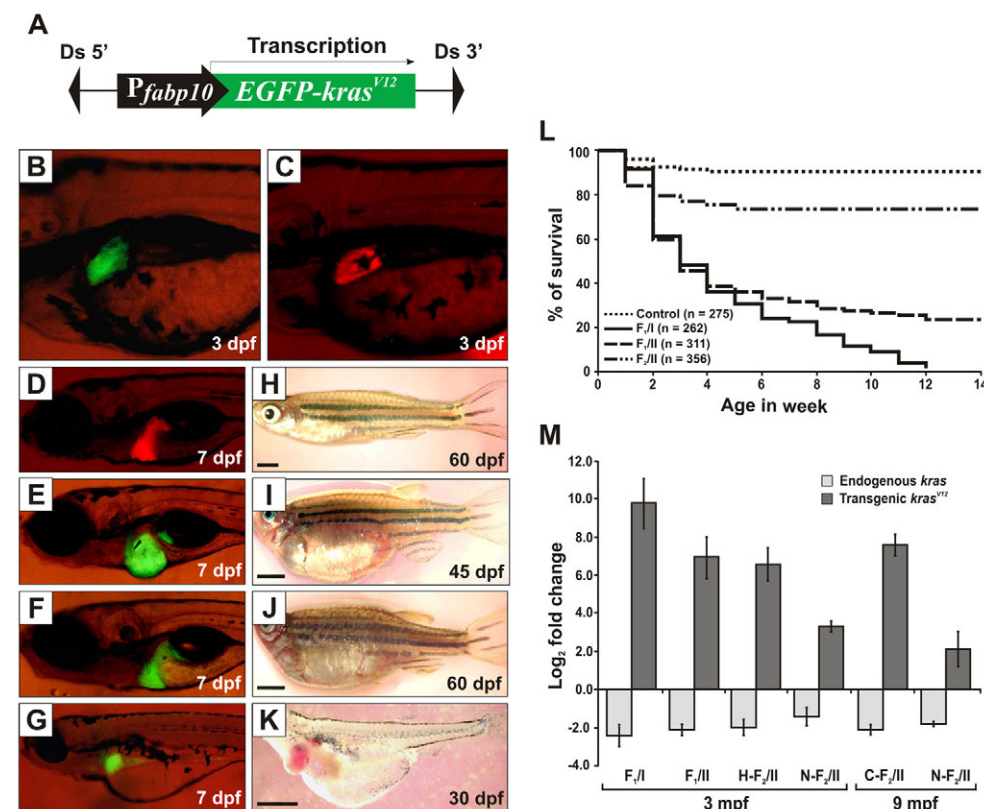 A
Ds 5’
Transcription
Ds 3’
Pfabp10
EGFP-kras^V12
B
3 dpf
C
3 dpf
D
7 dpf
E
7 dpf
F
7 dpf
G
7 dpf
H
60 dpf
I
45 dpf
J
60 dpf
K
30 dpf
L
% of survival
100
80
60
40
20
0
Control (n = 275)
F₁/I (n = 262)
F₁/II (n = 311)
F₂/II (n = 356)
0 2 4 6 8 10 12 14
Age in week
M
Log₂ fold change
12.0
10.0
8.0
6.0
4.0
2.0
0
-2.0
-4.0
Endogenous kras
Transgenic kras^V12
F₁/I F₁/II H-F₂/II N-F₂/II C-F₂/II N-F₂/II
3 mpf 9 mpf